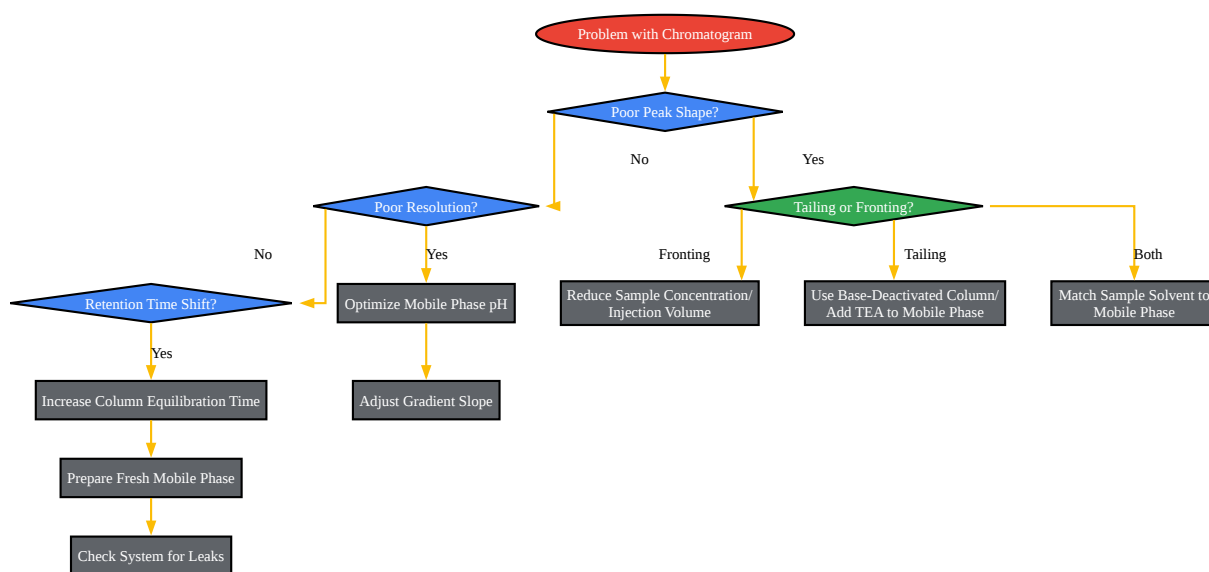 Problem with Chromatogram
Poor Peak Shape?
No
Yes
Poor Resolution?
Tailing or Fronting?
No
Yes
Fronting
Tailing
Both
Retention Time Shift?
Optimize Mobile Phase pH
Reduce Sample Concentration/
Injection Volume
Use Base-Deactivated Column/
Add TEA to Mobile Phase
Match Sample Solvent to
Mobile Phase
Yes
Increase Column Equilibration Time
Adjust Gradient Slope
Prepare Fresh Mobile Phase
Check System for Leaks